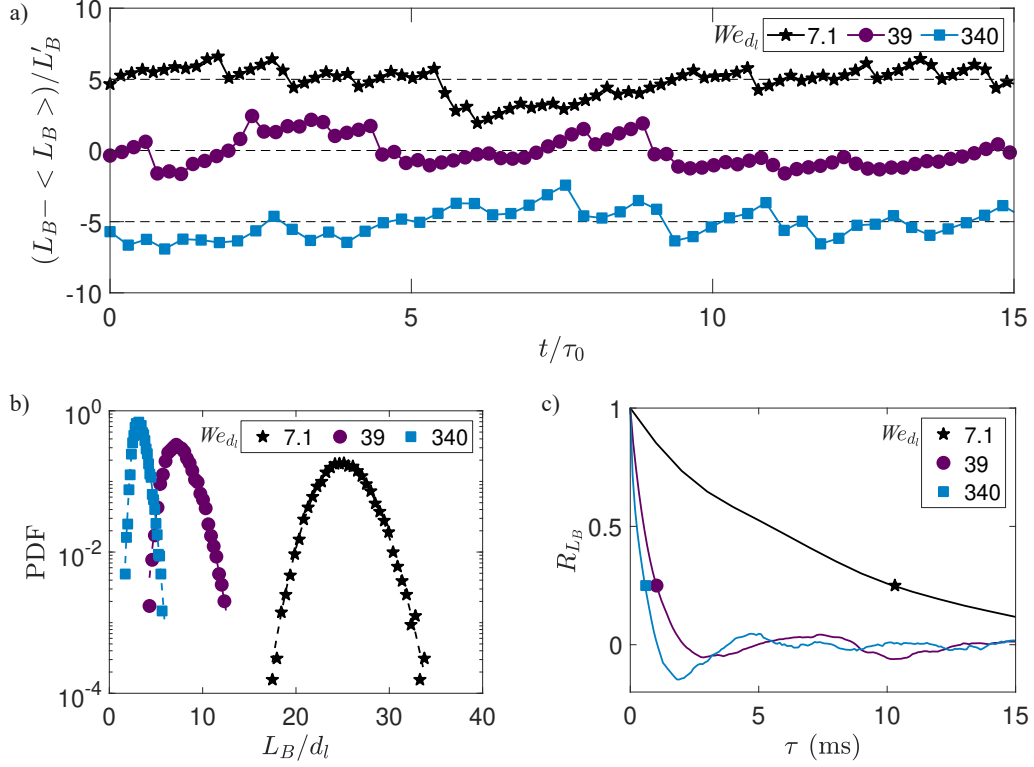 a)
(L_B - < L_B >)/L'_B
10
5
0
-5
-10
We_{d_l} 7.1 39 340
0 5 10 15
t/τ_0
b)
PDF
10^0
10^{-2}
10^{-4}
We_{d_l} 7.1 39 340
0 10 20 30 40
L_B/d_l
c)
R_{L_B}
1
0.5
0
We_{d_l} 7.1
39
340
0 5 10 15
τ (ms)